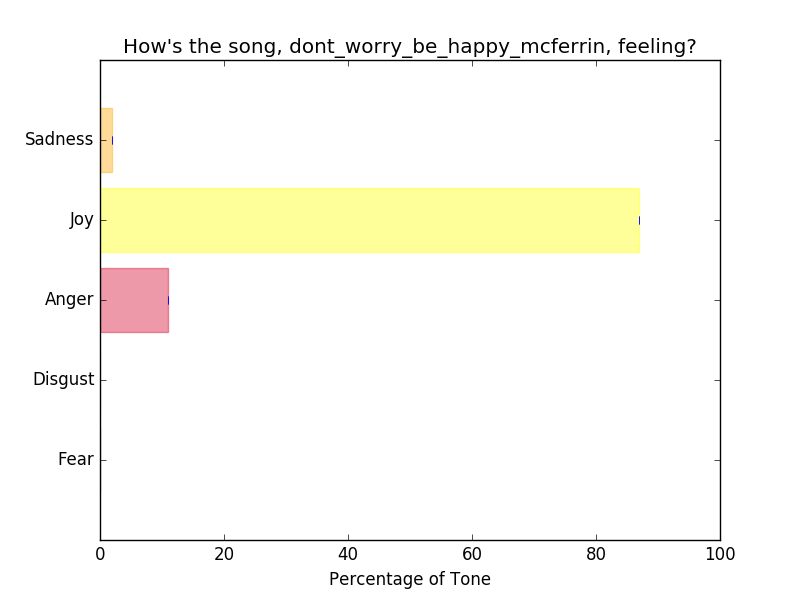 How's the song, dont_worry_be_happy_mcferrin, feeling?
Sadness
Joy
Anger
Disgust
Fear
0 20 40 60 80 100
Percentage of Tone